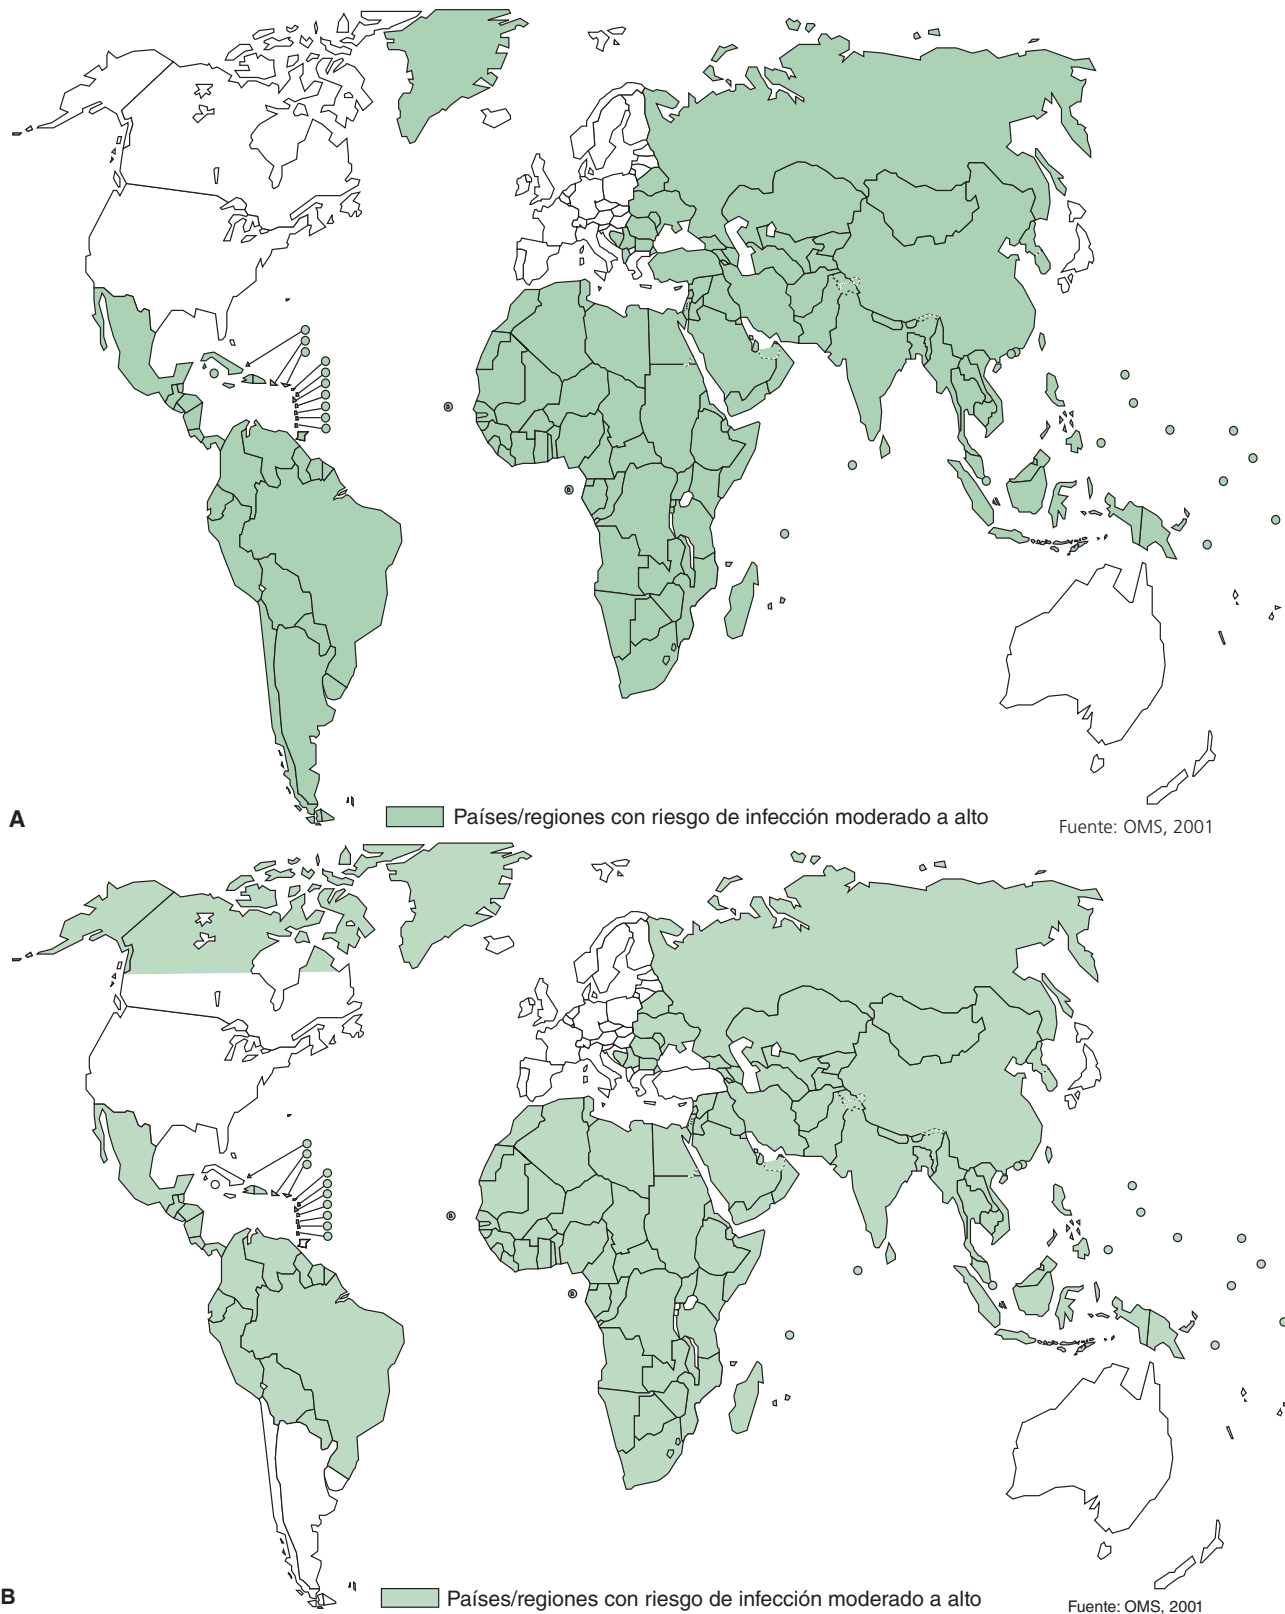 A
Países/regiones con riesgo de infección moderado a alto
Fuente: OMS, 2001
B
Países/regiones con riesgo de infección moderado a alto
Fuente: OMS, 2001